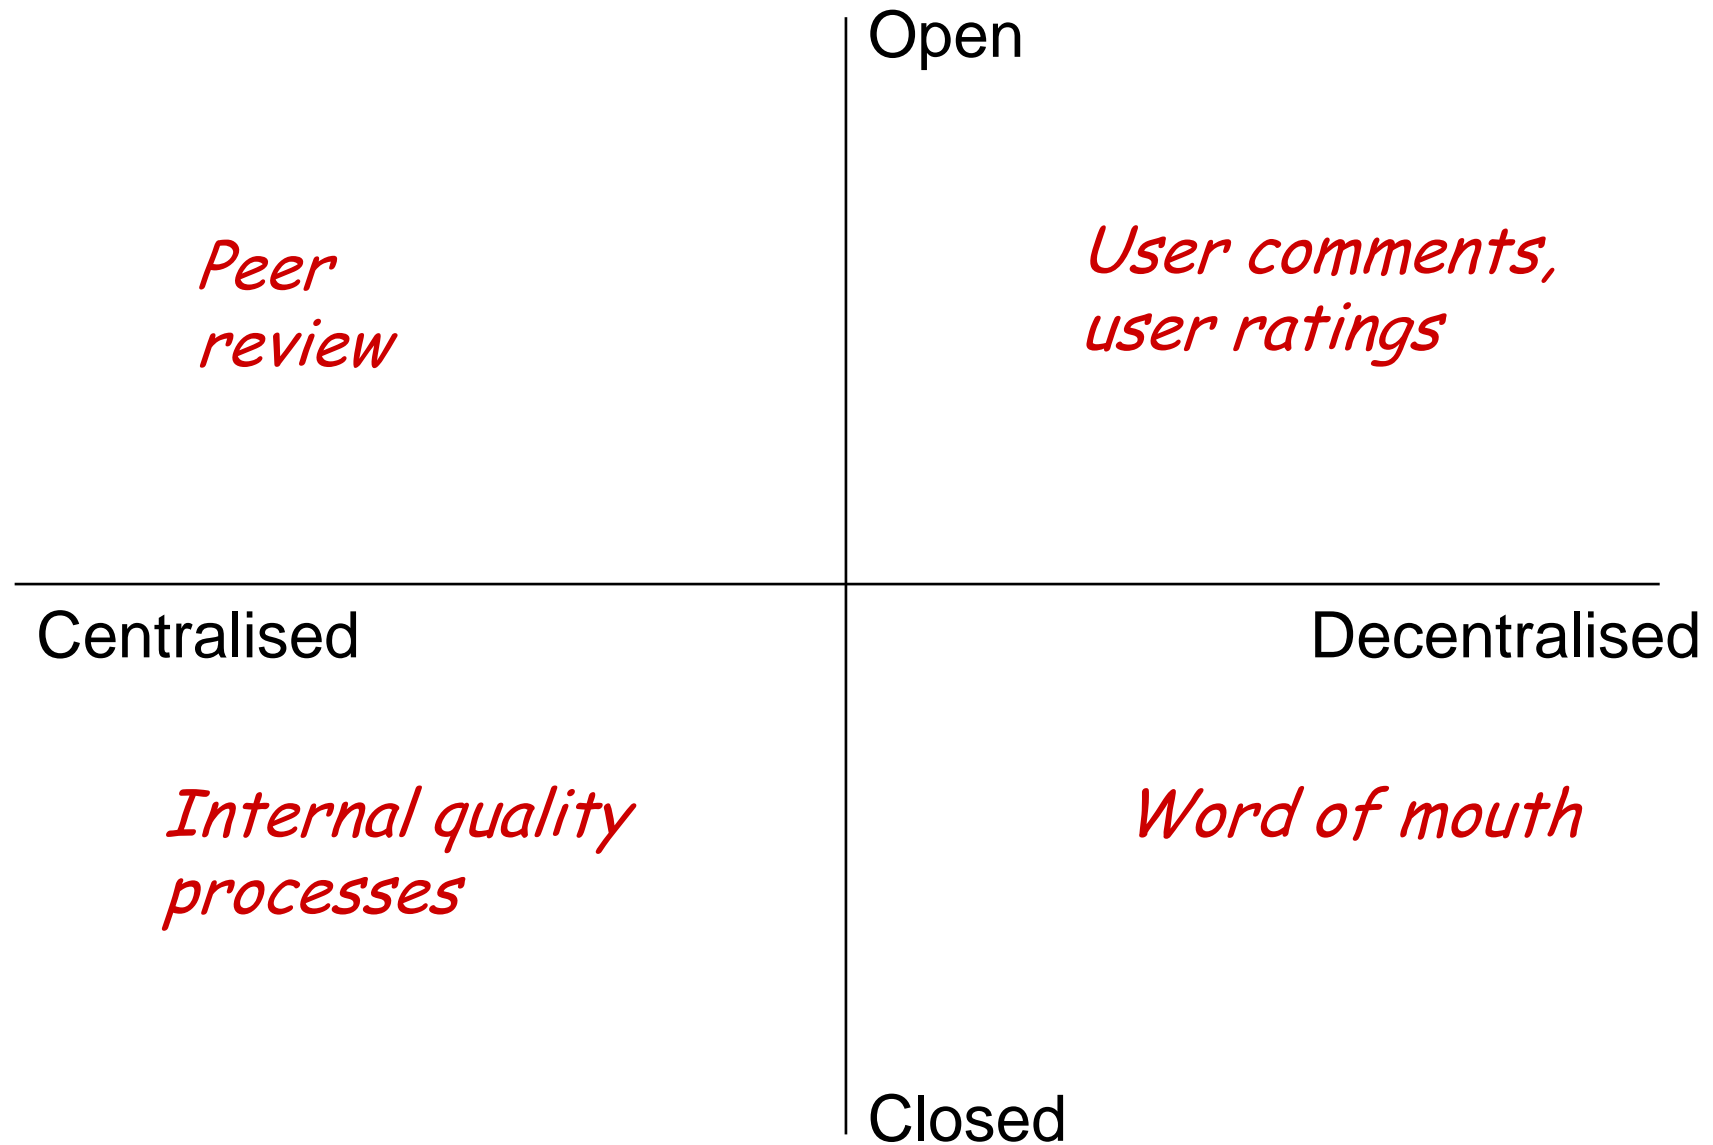 Open
Peer
review
User comments,
user ratings
Centralised
Decentralised
Internal quality
processes
Word of mouth
Closed